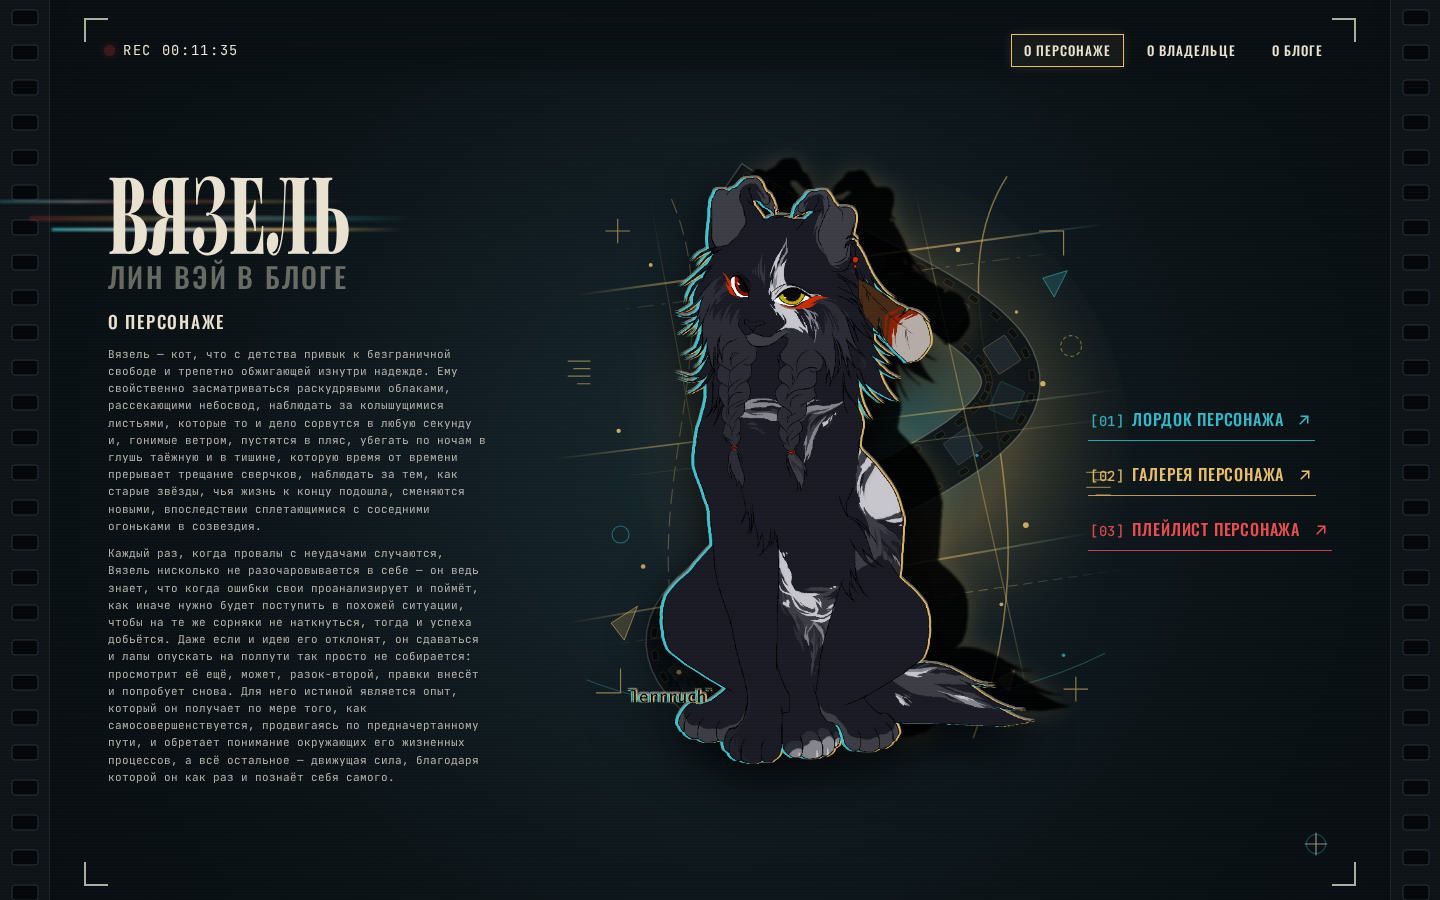 REC 00:11:35
О ПЕРСОНАЖЕ
О ВЛАДЕЛЬЦЕ
О БЛОГЕ
ВЯЗЕЛЬ
ЛИН ВЭЙ В БЛОГЕ
О ПЕРСОНАЖЕ
Вязель — кот, что с детства привык к безграничной
свободе и трепетно обжигающей изнутри надежде. Ему
свойственно засматриваться раскудрявыми облаками,
рассекающими небосвод, наблюдать за колышущимися
листьями, которые то и дело сорвутся в любую секунду
и, гонимые ветром, пустятся в пляс, убегать по ночам в
глушь таёжную и в тишине, которую время от времени
прерывает трещание сверчков, наблюдать за тем, как
старые звёзды, чья жизнь к концу подошла, сменяются
новыми, впоследствии сплетающимися с соседними
огоньками в созвездия.
Каждый раз, когда провалы с неудачами случаются,
Вязель нисколько не разочаровывается в себе — он ведь
знает, что когда ошибки свои проанализирует и поймёт,
как иначе нужно будет поступить в похожей ситуации,
чтобы на те же сорняки не наткнуться, тогда и успеха
добьётся. Даже если и идею его отклонят, он сдаваться
и лапы опускать на полпути так просто не собирается:
просмотрит её ещё, может, разок-второй, правки внесёт
и попробует снова. Для него истиной является опыт,
который он получает по мере того, как
самосовершенствуется, продвигаясь по предначертанному
пути, и обретает понимание окружающих его жизненных
процессов, а всё остальное — движущая сила, благодаря
которой он как раз и познаёт себя самого.
[01] ЛОРДОК ПЕРСОНАЖА
[02] ГАЛЕРЕЯ ПЕРСОНАЖА
[03] ПЛЕЙЛИСТ ПЕРСОНАЖА